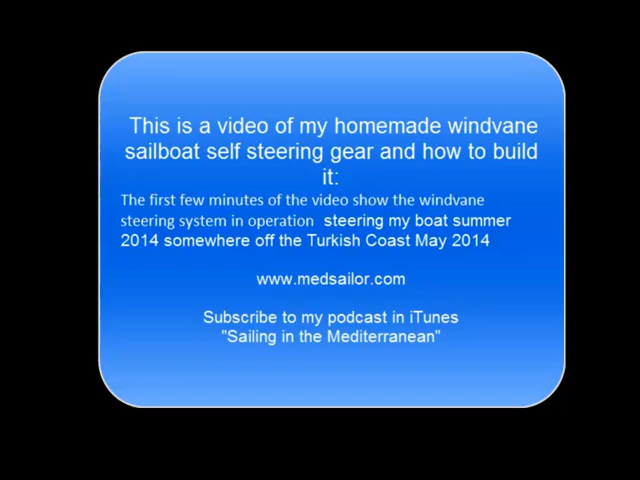 This is a video of my homemade windvane
sailboat self steering gear and how to build
it:
The first few minutes of the video show the windvane
steering system in operation steering my boat summer
2014 somewhere off the Turkish Coast May 2014
www.medsailor.com
Subscribe to my podcast in iTunes
"Sailing in the Mediterranean"